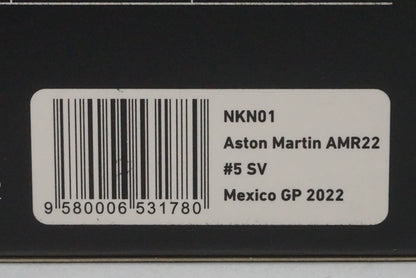 NKN01
Aston Martin AMR22
#5 SV
Mexico GP 2022
9 580006 531780